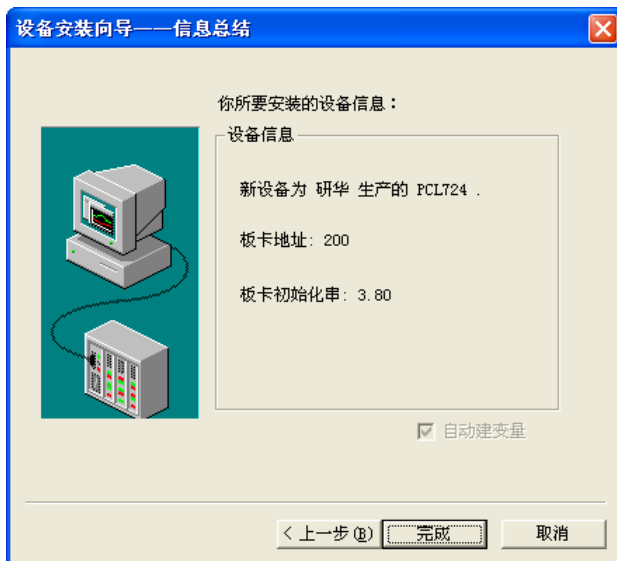 设备安装向导——信息总结
你所要安装的设备信息：
设备信息
新设备为 研华 生产的 PCL724 .
板卡地址: 200
板卡初始化串: 3.80
自动建变量
< 上一步(B)
完成
取消